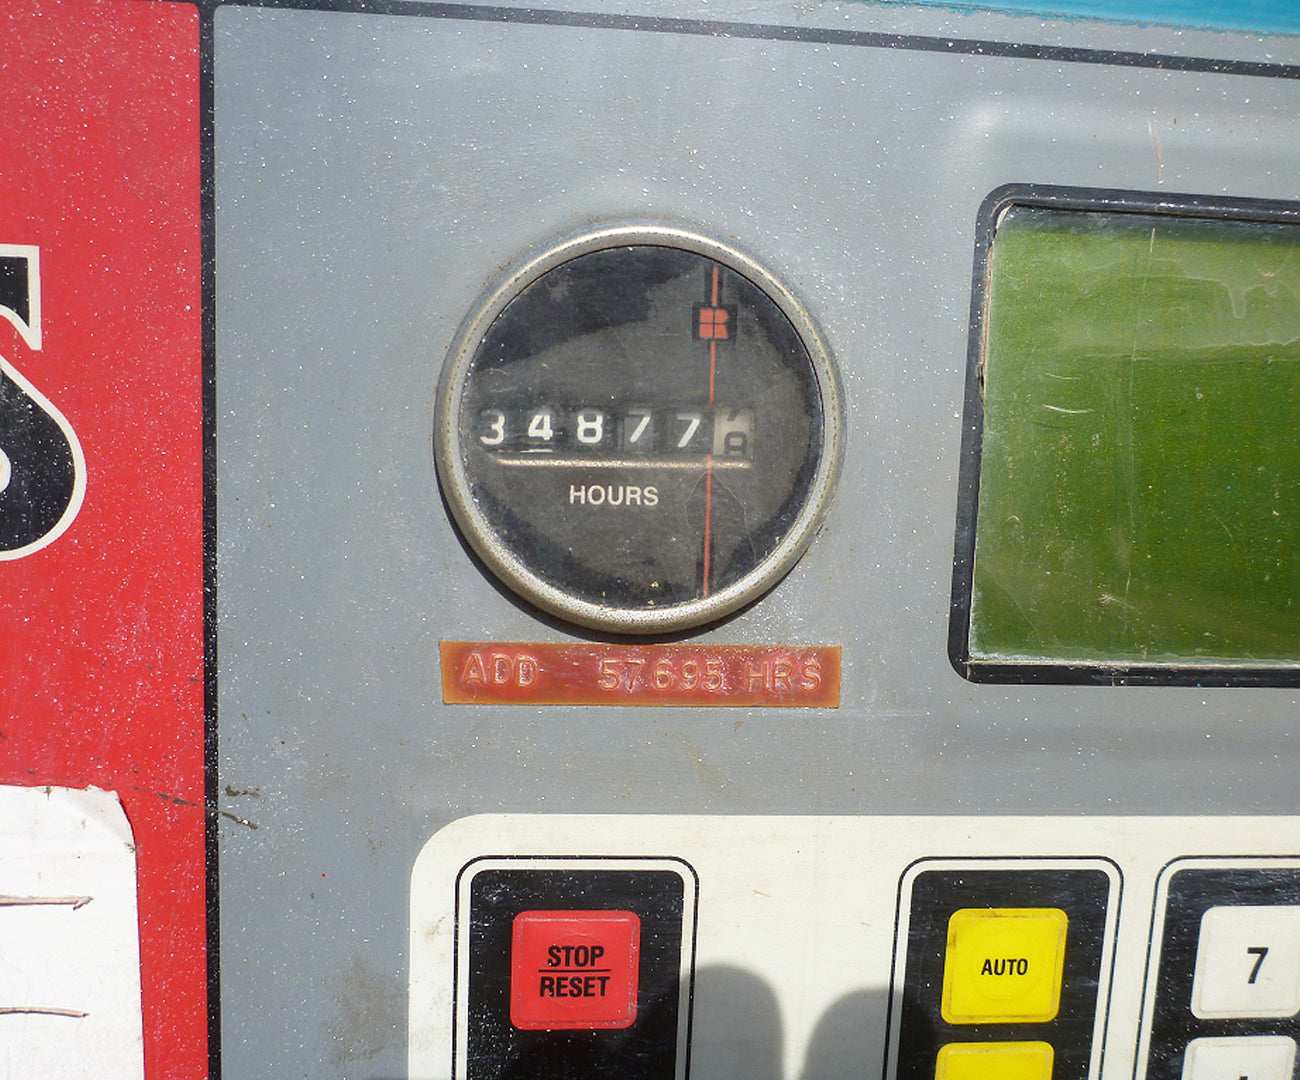 34877
HOURS
ADD 57695 HRS
STOP
RESET
AUTO
7